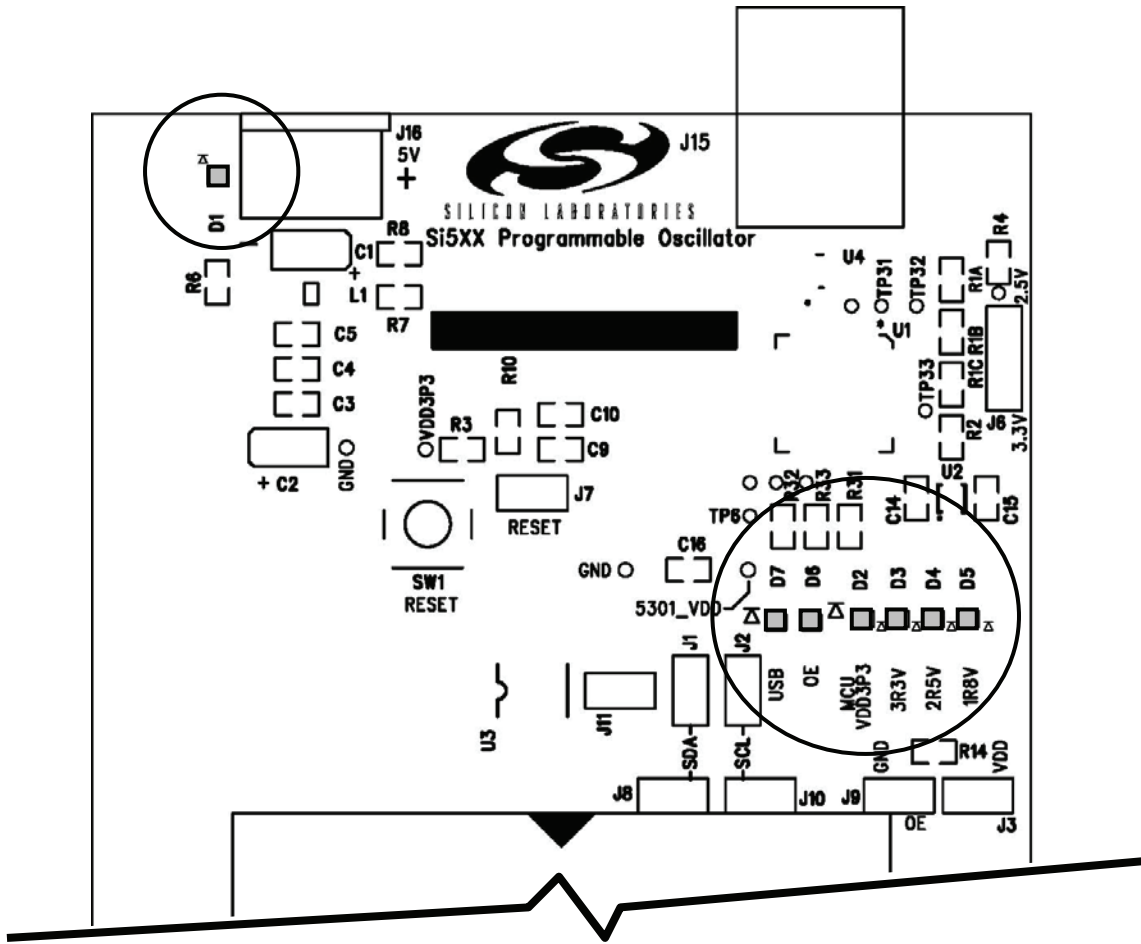 J16
5V
+
J15
SILICON LABORATORIES
Si5XX Programmable Oscillator
D1
R6
C1
+
R8
L1
R7
C5
C4
C3
+ C2
GND
VDD3P3
R3
R10
C10
C9
J7
RESET
SW1
RESET
U4
TP31
TP32
* U1
R4
2.5V
R1A
R1B
R1C
TP33
R2
J6
3.3V
U2
C14
C15
R32
R33
R31
TP6
C16
GND
5301_VDD
D7
D6
D2
D3
D4
D5
USB
OE
MCU
VDD3P3
3R3V
2R5V
1R8V
J1
J2
J11
U3
SDA
SCL
GND
R14
VDD
J8
J10
J9
OE
J3